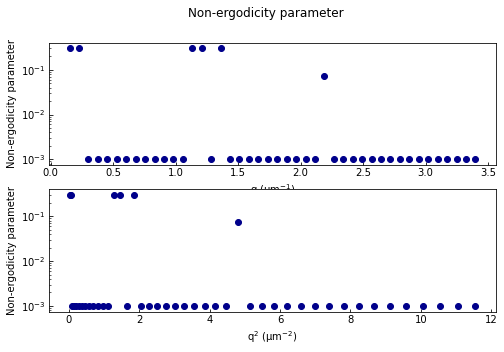 Non-ergodicity parameter
Non-ergodicity parameter
10⁻¹
10⁻²
10⁻³
0.0 0.5 1.0 1.5 2.0 2.5 3.0 3.5
q (μm⁻¹)
Non-ergodicity parameter
10⁻¹
10⁻²
10⁻³
0 2 4 6 8 10 12
q² (μm⁻²)